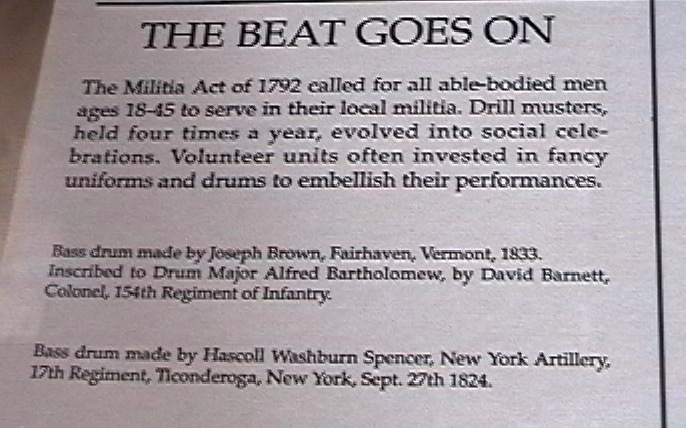 THE BEAT GOES ON
The Militia Act of 1792 called for all able-bodied men
ages 18-45 to serve in their local militia. Drill musters,
held four times a year, evolved into social cele-
brations. Volunteer units often invested in fancy
uniforms and drums to embellish their performances.
Bass drum made by Joseph Brown, Fairhaven, Vermont, 1833.
Inscribed to Drum Major Alfred Bartholomew, by David Barnett,
Colonel, 154th Regiment of Infantry.
Bass drum made by Hascoll Washburn Spencer, New York Artillery,
17th Regiment, Ticonderoga, New York, Sept. 27th 1824.